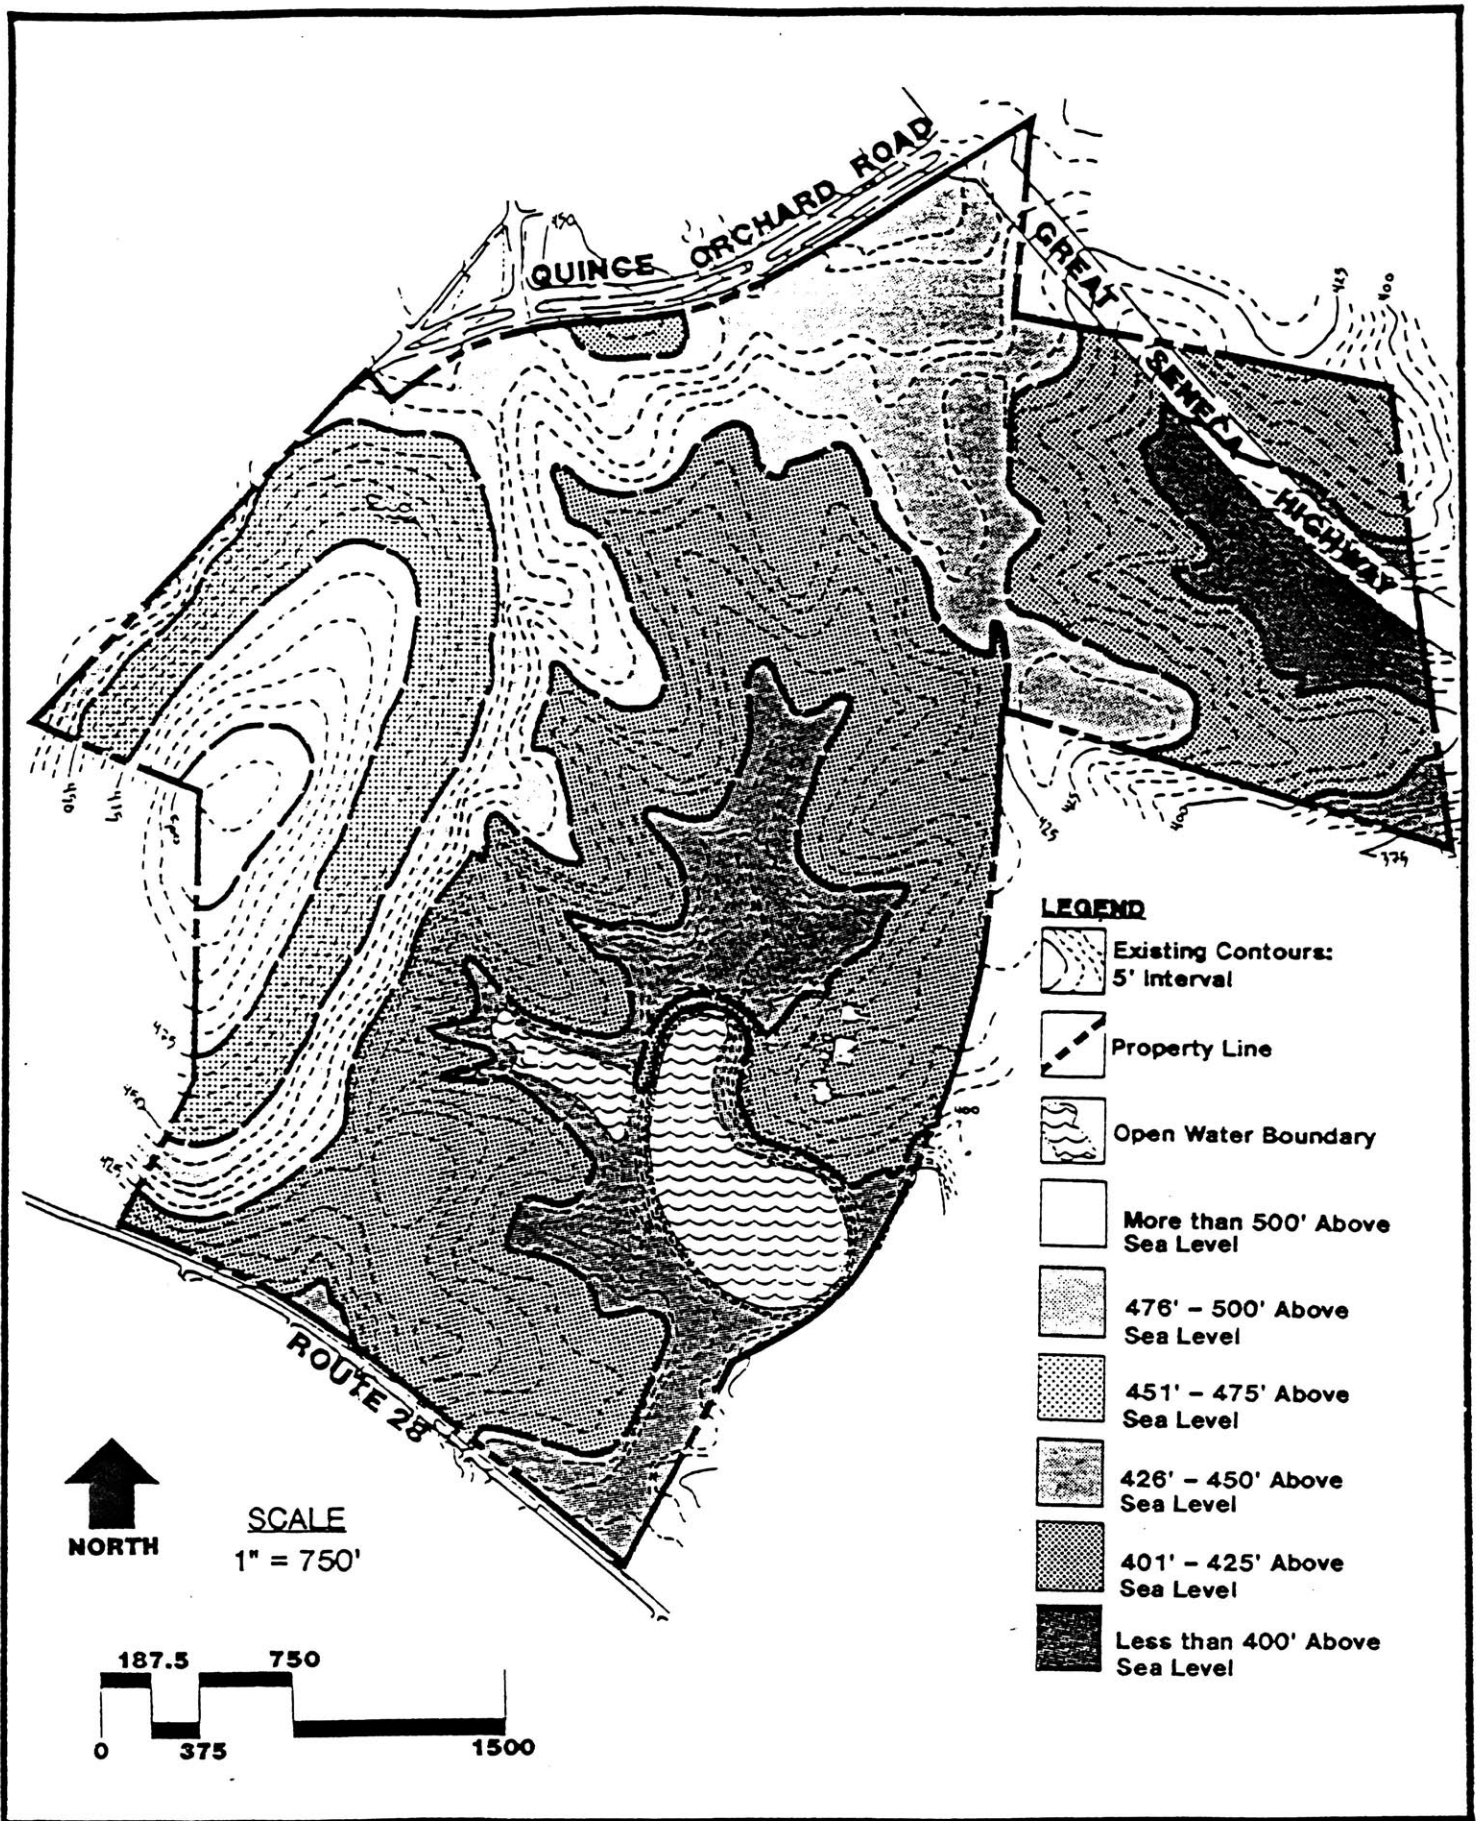 QUINCE ORCHARD ROAD
GREAT
SENECA
HIGHWAY
450
425
400
425
425
400
375
400
475
450
425
ROUTE 28
LEGEND
Existing Contours:
5' Interval
Property Line
Open Water Boundary
More than 500' Above
Sea Level
476' - 500' Above
Sea Level
451' - 475' Above
Sea Level
426' - 450' Above
Sea Level
401' - 425' Above
Sea Level
Less than 400' Above
Sea Level
NORTH
SCALE
1" = 750'
187.5 750
0 375 1500